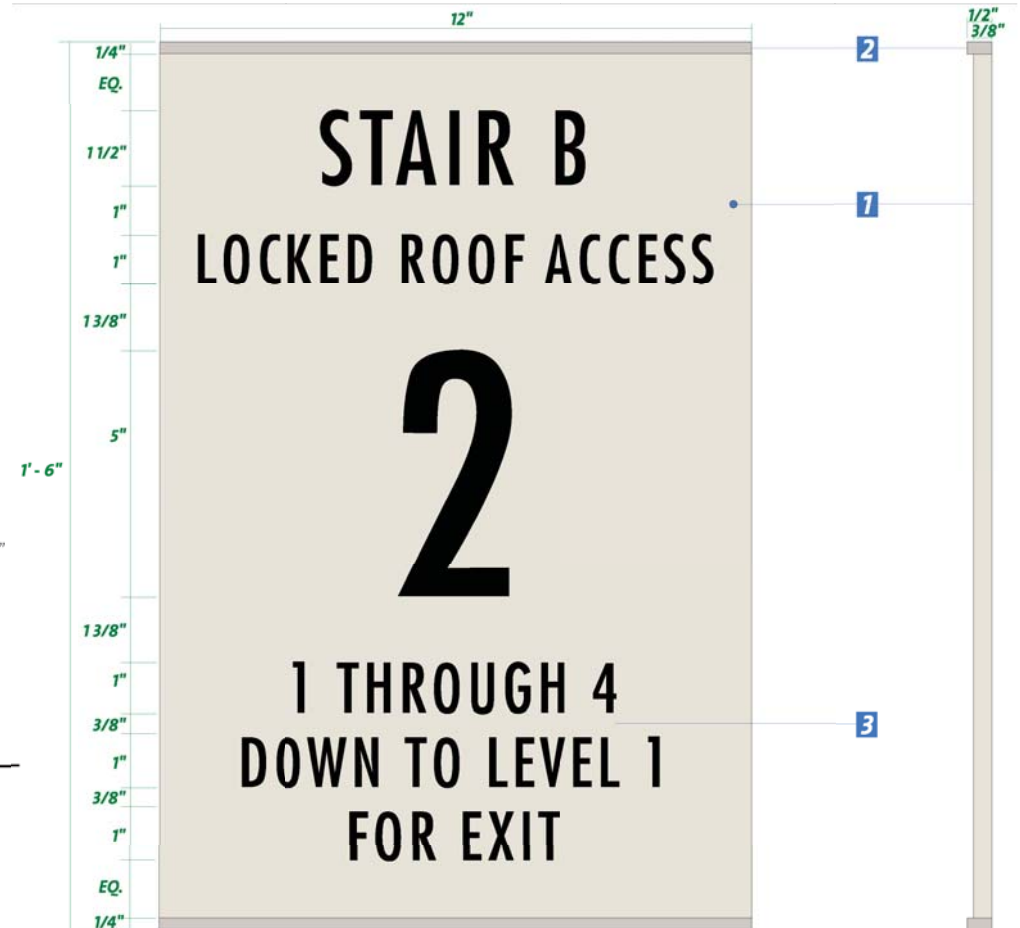 12"
1/2"
3/8"
1/4"
2
EQ.
STAIR B
1 1/2"
1
1"
LOCKED ROOF ACCESS
1"
1 3/8"
2
5"
1' - 6"
"
1 3/8"
1 THROUGH 4
1"
3/8"
3
DOWN TO LEVEL 1
1"
3/8"
FOR EXIT
1"
EQ.
1/4"